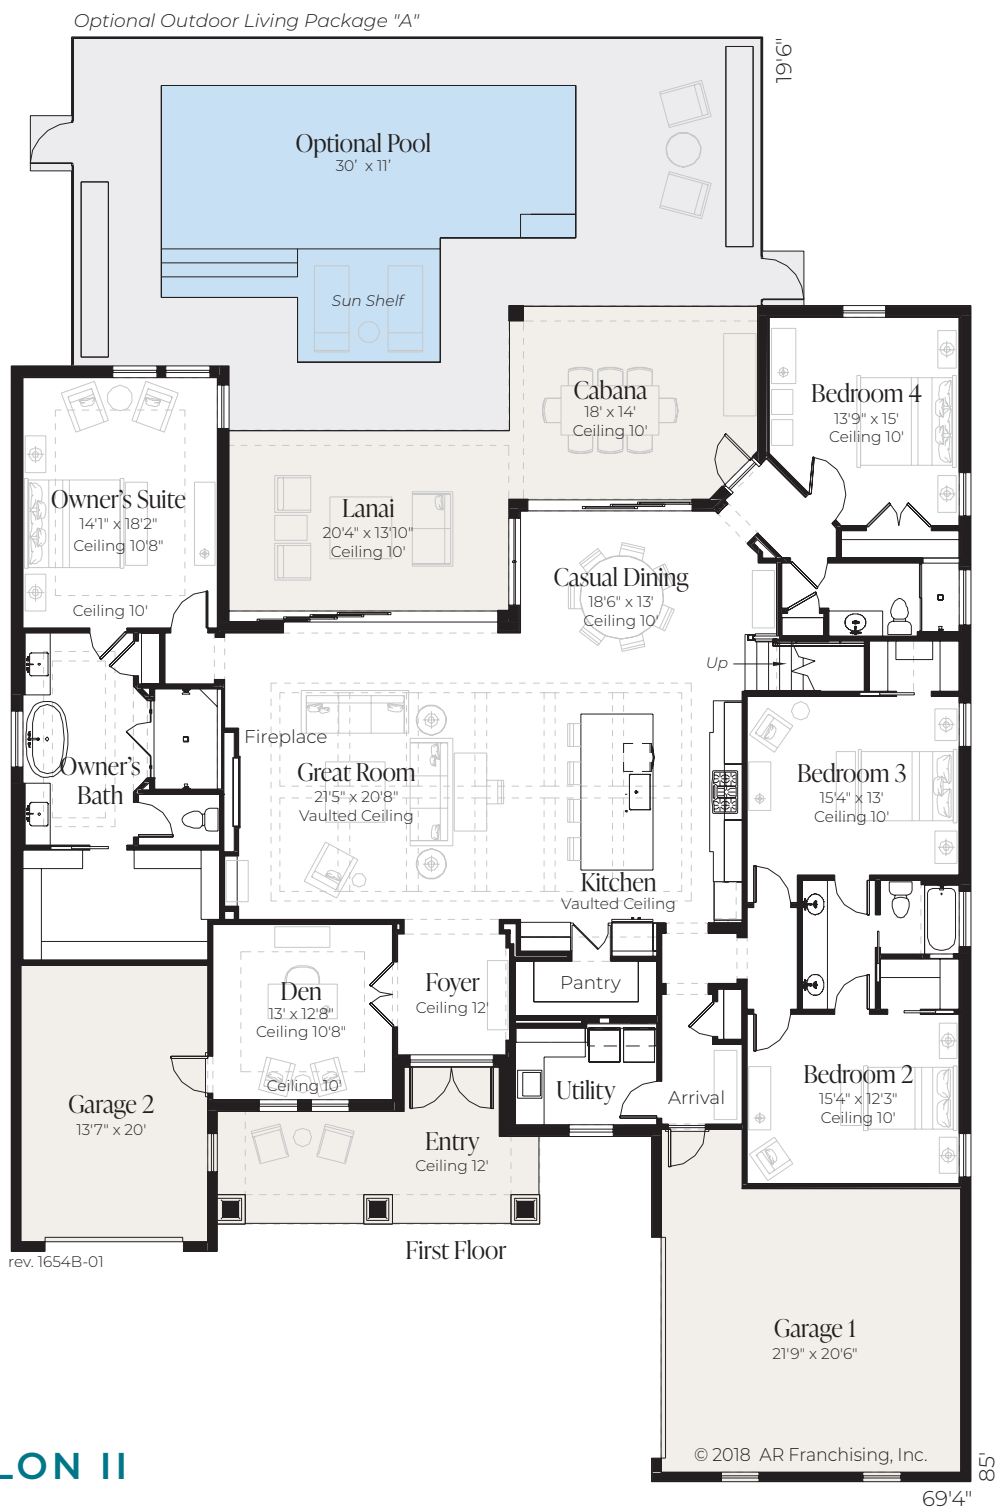 Optional Outdoor Living Package "A"
19'6"
Optional Pool
30' x 11'
Sun Shelf
Cabana
18' x 14'
Ceiling 10'
Bedroom 4
13'9" x 15'
Ceiling 10'
Owner's Suite
14'1" x 18'2"
Ceiling 10'8"
Ceiling 10'
Lanai
20'4" x 13'10"
Ceiling 10'
Casual Dining
18'6" x 13'
Ceiling 10'
Up
Fireplace
Owner's
Bath
Great Room
21'5" x 20'8"
Vaulted Ceiling
Bedroom 3
15'4" x 13'
Ceiling 10'
Kitchen
Vaulted Ceiling
Den
13' x 12'8"
Ceiling 10'8"
Ceiling 10'
Foyer
Ceiling 12'
Pantry
Utility
Arrival
Bedroom 2
15'4" x 12'3"
Ceiling 10'
Garage 2
13'7" x 20'
Entry
Ceiling 12'
First Floor
rev. 1654B-01
Garage 1
21'9" x 20'6"
© 2018 AR Franchising, Inc.
LON II
85'
69'4"